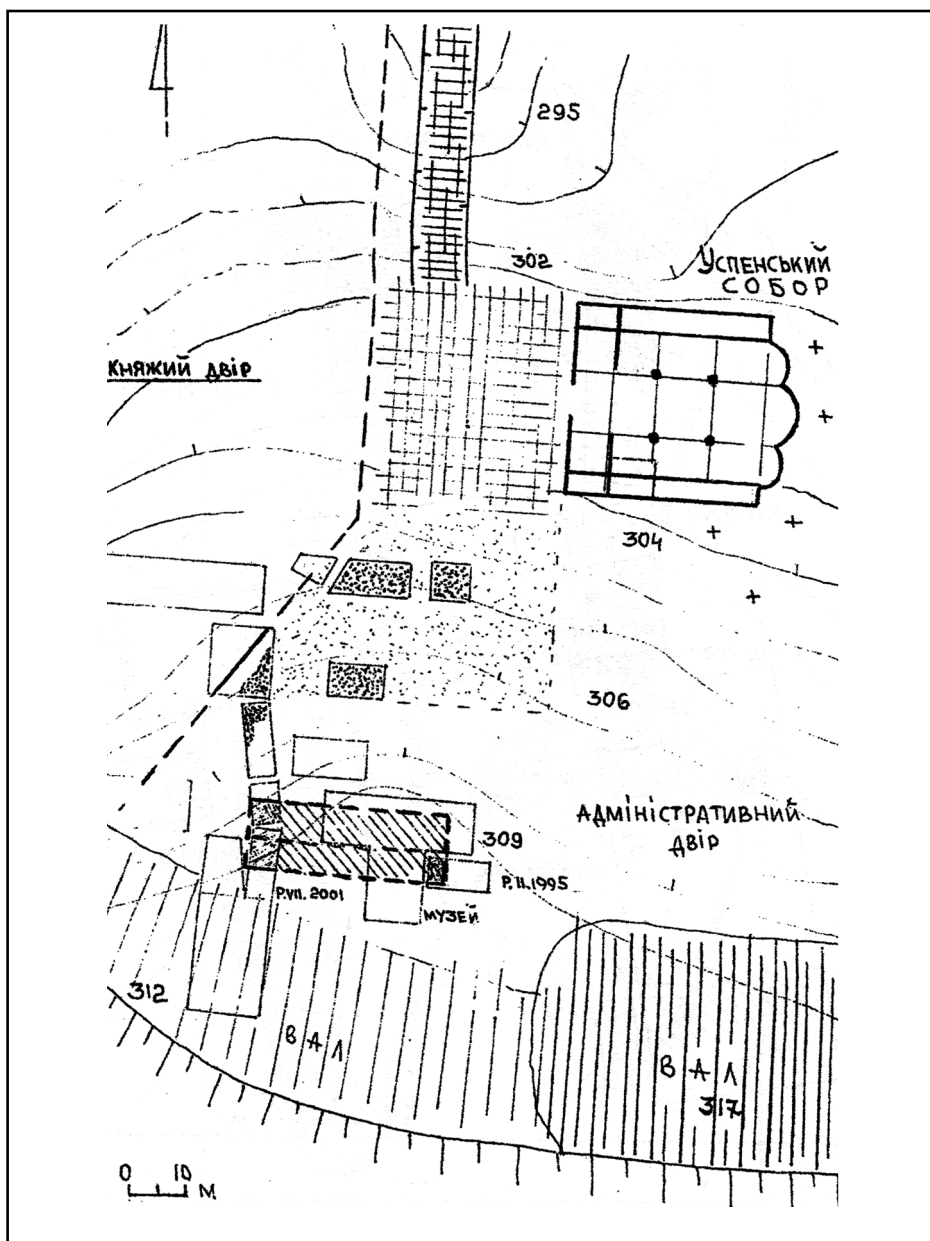 295
302
УСПЕНСЬКИЙ
СОБОР
КНЯЖИЙ ДВІР
304
306
АДМІНІСТРАТИВНИЙ
ДВІР
309
Р.ІІ.1995
Р.VII.2001
МУЗЕЙ
312
ВАЛ
ВАЛ
317
0 10
М